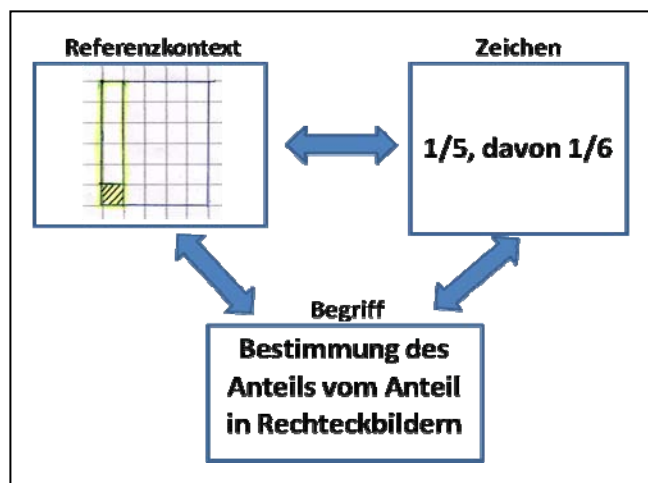 Referenzkontext
Zeichen
1/5, davon 1/6
Begriff
Bestimmung des
Anteils vom Anteil
in Rechteckbildern